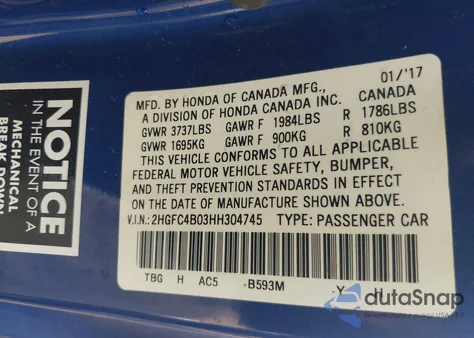 NOTICE
IN THE EVENT OF A
MECHANICAL
BREAK DOWN
01/'17
MFD. BY HONDA OF CANADA MFG.,
A DIVISION OF HONDA CANADA INC. CANADA
GVWR 3737LBS GAWR F 1984LBS R 1786LBS
GVWR 1695KG GAWR F 900KG R 810KG
THIS VEHICLE CONFORMS TO ALL APPLICABLE
FEDERAL MOTOR VEHICLE SAFETY, BUMPER,
AND THEFT PREVENTION STANDARDS IN EFFECT
ON THE DATE OF MANUFACTURE SHOWN ABOVE.
V.I.N.: 2HGFC4B03HH304745 TYPE: PASSENGER CAR
TBG H AC5 -B593M Y
dutaSnap